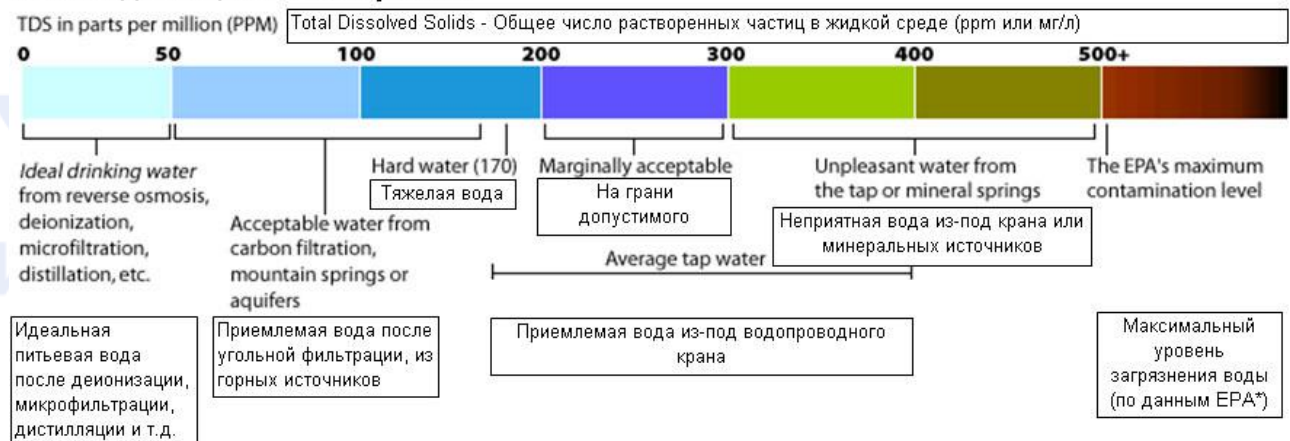 TDS in parts per million (PPM)
Total Dissolved Solids - Общее число растворенных частиц в жидкой среде (ppm или мг/л)
0 50 100 200 300 400 500+
Ideal drinking water
from reverse osmosis,
deionization,
microfiltration,
distillation, etc.
Acceptable water from
carbon filtration,
mountain springs or
aquifers
Hard water (170)
Тяжелая вода
Marginally acceptable
На грани
допустимого
Unpleasant water from
the tap or mineral springs
Неприятная вода из-под крана или
минеральных источников
The EPA's maximum
contamination level
Average tap water
Идеальная
питьевая вода
после деионизации,
микрофильтрации,
дистилляции и т.д.
Приемлемая вода после
угольной фильтрации, из
горных источников
Приемлемая вода из-под водопроводного
крана
Максимальный
уровень
загрязнения воды
(по данным EPA*)